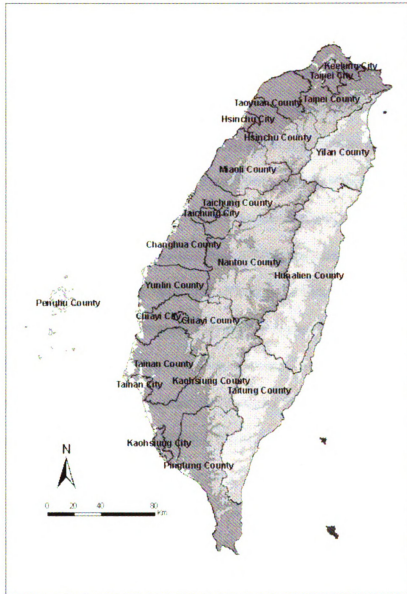 Keelung City
Taipei City
Taipei County
Taoyuan County
Hsinchu City
Hsinchu County
Yilan County
Miaoli County
Taichung County
Taichung City
Changhua County
Nantou County
Hualien County
Yunlin County
Penghu County
Chiayi City
Chiayi County
Tainan County
Tainan City
Kaohsiung County
Taitung County
Kaohsiung City
Pingtung County
N
0 20 40 80
km